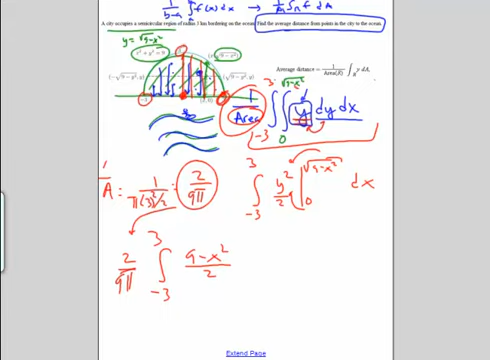 1/(b-a) ∫ f(x) dx → 1/A(R) ∫∫ f dA
A city occupies a semicircular region of radius 3 bordering on the ocean. Find the average distance from points in the city to the ocean.
y = √(9-x²)
x² + y² = 9
(-√(9 - y²), y)
(√(9 - y²), y)
Average distance = 1/Area(R) ∫ y dA,
-3
1/Area ∫ -3 3 ∫ 0 √(9-x²) y dy dx
1/A = 1/(π(3)²/2) = 2/(9π)
∫ -3 3 y²/2 | 0 √(9-x²) dx
2/(9π) ∫ -3 3 (9-x²)/2
Extend Page